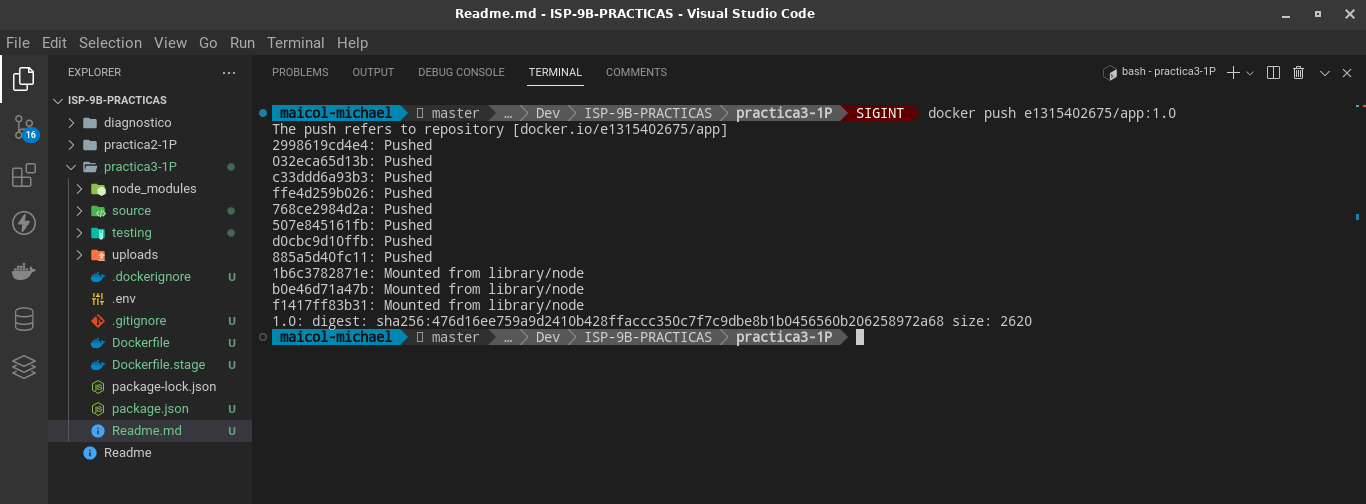 Readme.md - ISP-9B-PRACTICAS - Visual Studio Code
File Edit Selection View Go Run Terminal Help
EXPLORER
ISP-9B-PRACTICAS
diagnostico
practica2-1P
practica3-1P
node_modules
source
testing
uploads
.dockerignore U
.env
.gitignore U
Dockerfile U
Dockerfile.stage U
package-lock.json
package.json U
Readme.md U
Readme
16
PROBLEMS OUTPUT DEBUG CONSOLE TERMINAL COMMENTS
bash - practica3-1P
maicol-michael master … Dev ISP-9B-PRACTICAS practica3-1P SIGINT docker push e1315402675/app:1.0
The push refers to repository [docker.io/e1315402675/app]
2998619cd4e4: Pushed
032eca65d13b: Pushed
c33ddd6a93b3: Pushed
ffe4d259b026: Pushed
768ce2984d2a: Pushed
507e845161fb: Pushed
d0cbc9d10ffb: Pushed
885a5d40fc11: Pushed
1b6c3782871e: Mounted from library/node
b0e46d71a47b: Mounted from library/node
f1417ff83b31: Mounted from library/node
1.0: digest: sha256:476d16ee759a9d2410b428ffaccc350c7f7c9dbe8b1b0456560b206258972a68 size: 2620
maicol-michael master … Dev ISP-9B-PRACTICAS practica3-1P